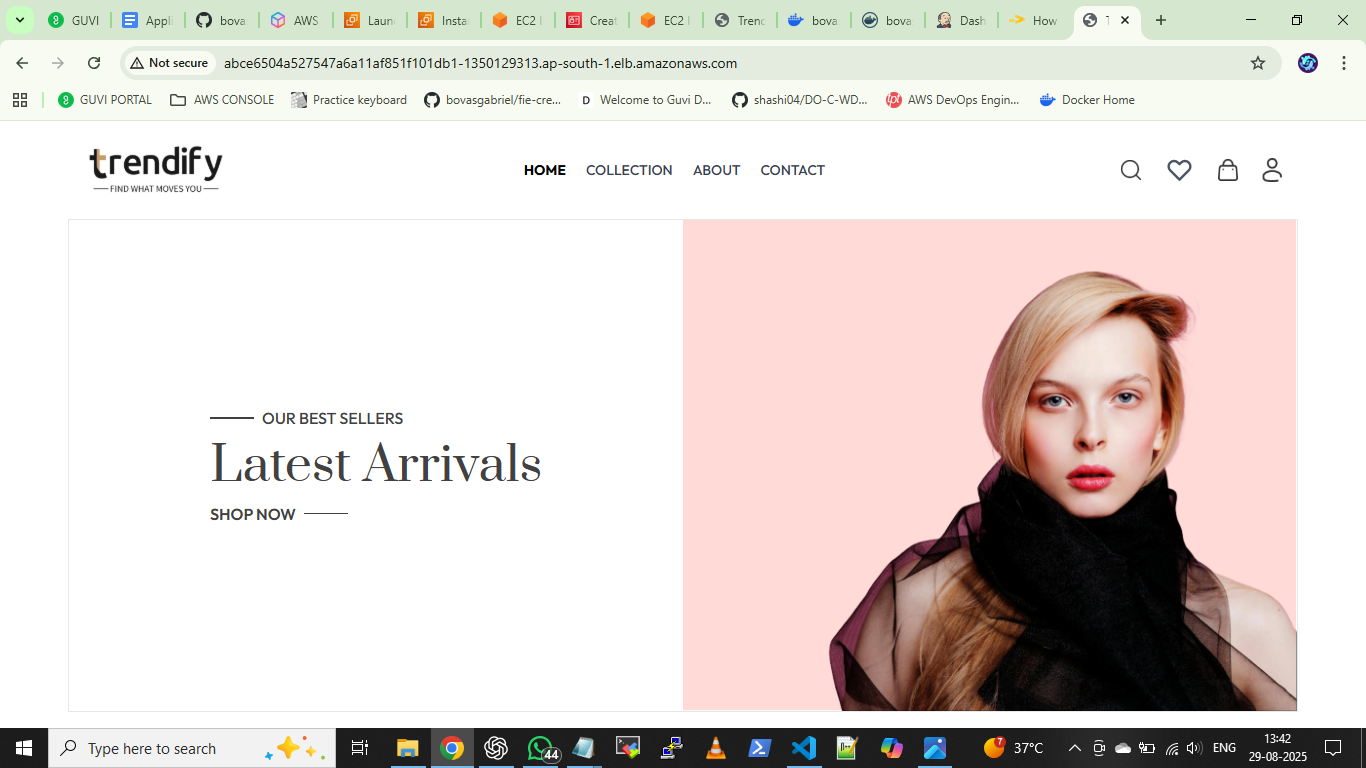 GUVI
Appli
bova
AWS
Laun
Insta
EC2
Creat
EC2
Trenc
bova
bova
Dash
How
T
Not secure
abce6504a527547a6a11af851f101db1-1350129313.ap-south-1.elb.amazonaws.com
GUVI PORTAL
AWS CONSOLE
Practice keyboard
bovasgabriel/fie-cre...
D Welcome to Guvi D...
shashi04/DO-C-WD...
AWS DevOps Engin...
Docker Home
trendify
FIND WHAT MOVES YOU
HOME
COLLECTION
ABOUT
CONTACT
OUR BEST SELLERS
Latest Arrivals
SHOP NOW
Type here to search
44
7
37°C
ENG
13:42
29-08-2025